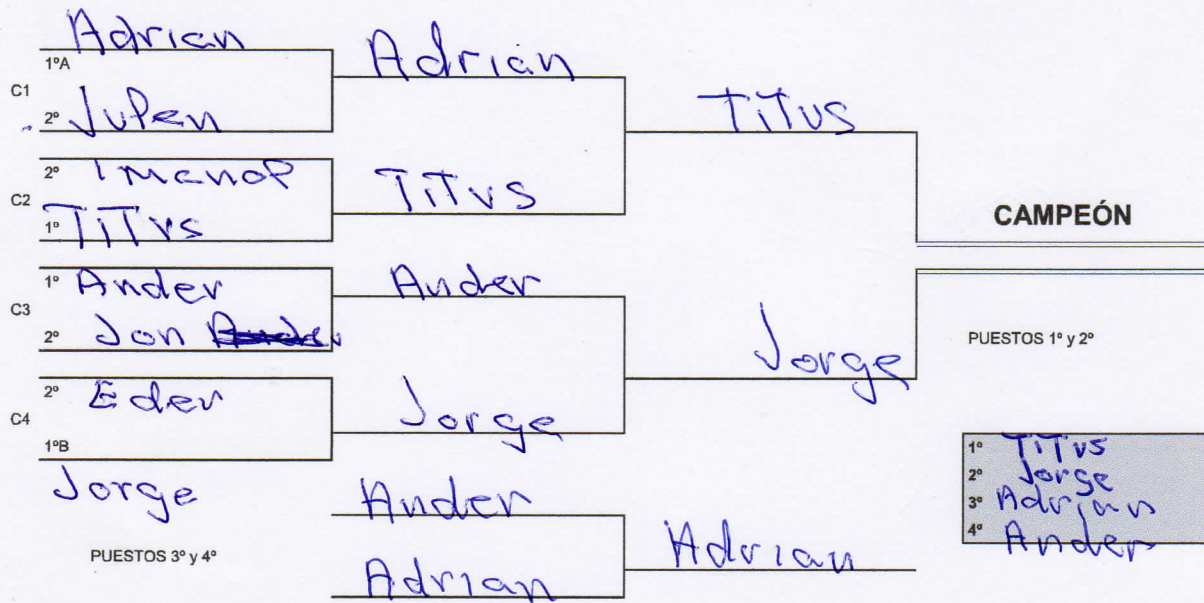 Adrian
1ºA
C1
2º Julen
2º Imanol
C2
1º TiTus
1º Ander
C3
2º Jon
2º Eder
C4
1ºB
Jorge
Adrian
TiTus
Ander
Jorge
TiTus
Jorge
CAMPEÓN
PUESTOS 1º y 2º
PUESTOS 3º y 4º
Ander
Adrian
Adrian
1º TiTus
2º Jorge
3º Adrian
4º Ander